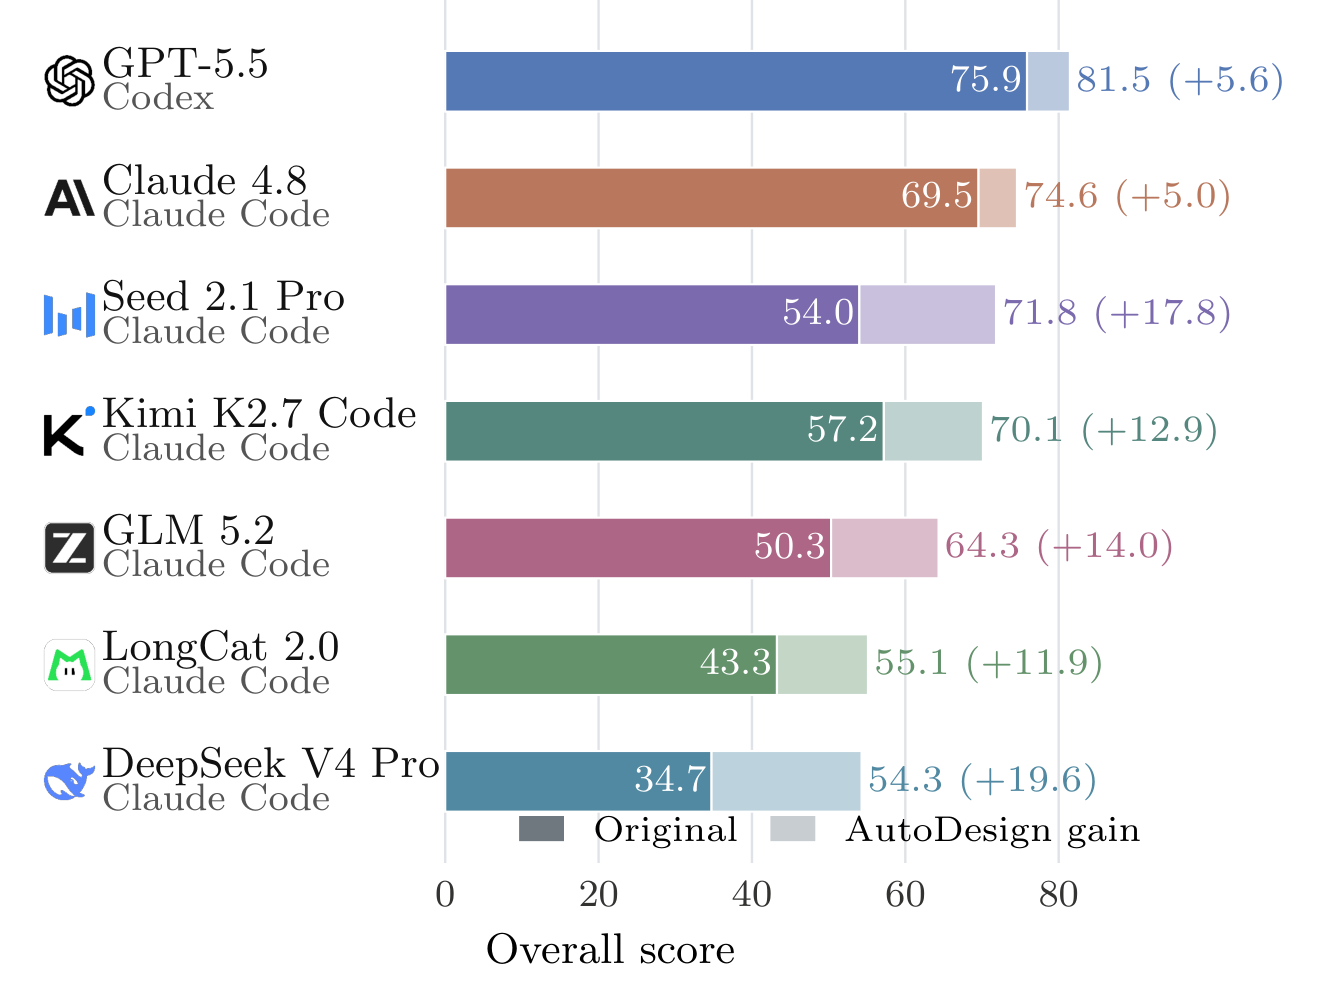 GPT-5.5
Codex
75.9
81.5 (+5.6)
Claude 4.8
Claude Code
69.5
74.6 (+5.0)
Seed 2.1 Pro
Claude Code
54.0
71.8 (+17.8)
Kimi K2.7 Code
Claude Code
57.2
70.1 (+12.9)
GLM 5.2
Claude Code
50.3
64.3 (+14.0)
LongCat 2.0
Claude Code
43.3
55.1 (+11.9)
DeepSeek V4 Pro
Claude Code
34.7
54.3 (+19.6)
Original AutoDesign gain
0 20 40 60 80
Overall score